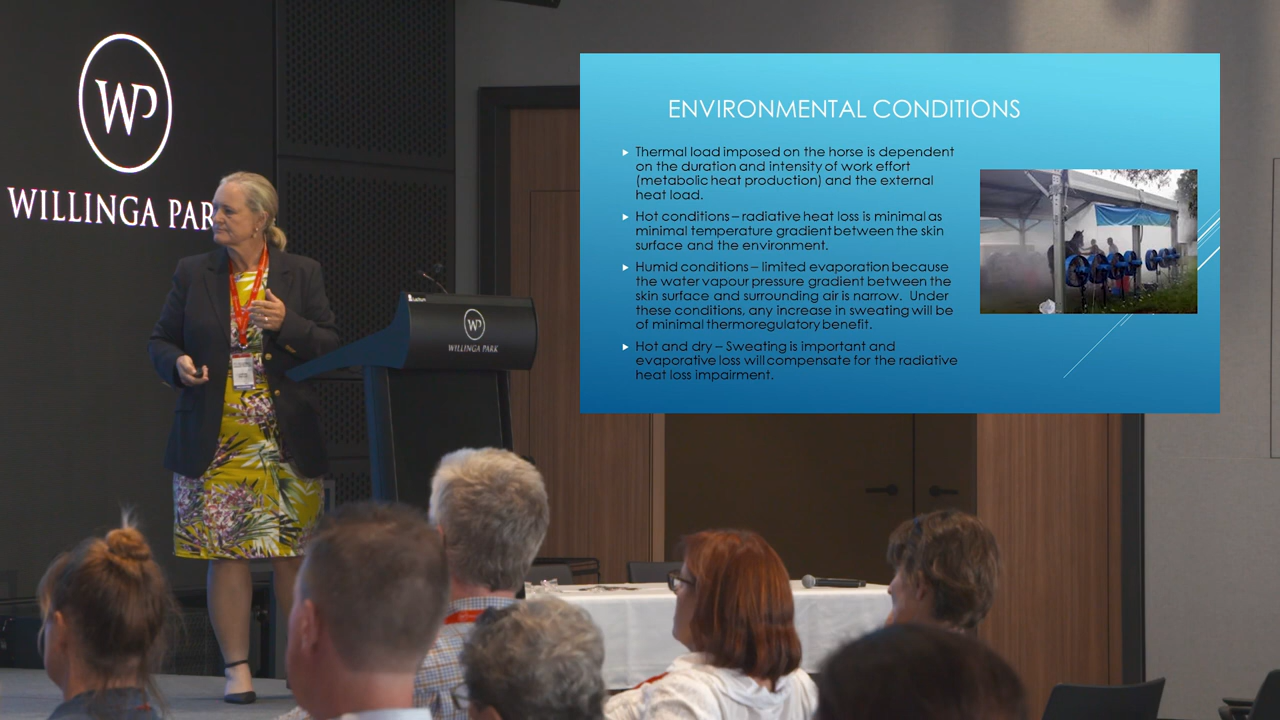 WP
WILLINGA PAR
WP
WILLINGA PARK
ENVIRONMENTAL CONDITIONS
Thermal load imposed on the horse is dependent
on the duration and intensity of work effort
(metabolic heat production) and the external
heat load.
Hot conditions – radiative heat loss is minimal as
minimal temperature gradient between the skin
surface and the environment.
Humid conditions – limited evaporation because
the water vapour pressure gradient between the
skin surface and surrounding air is narrow. Under
these conditions, any increase in sweating will be
of minimal thermoregulatory benefit.
Hot and dry – Sweating is important and
evaporative loss will compensate for the radiative
heat loss impairment.